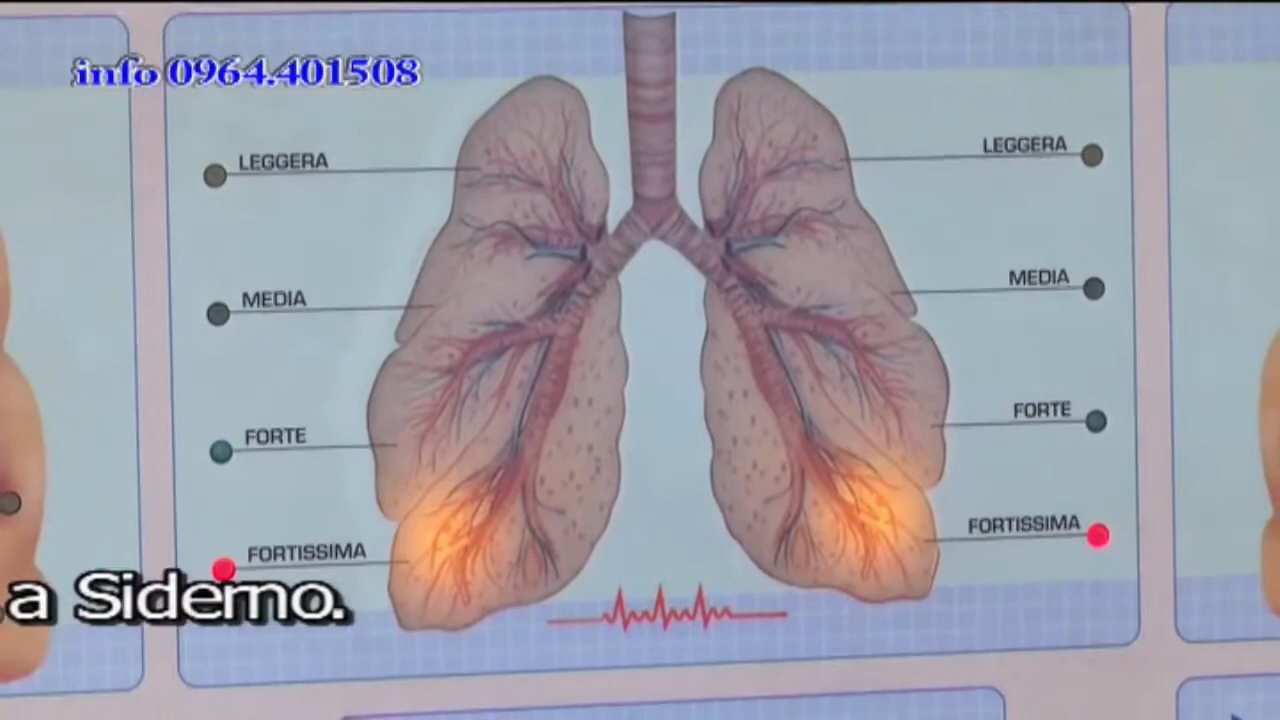 info 0964.401508
LEGGERA
LEGGERA
MEDIA
MEDIA
FORTE
FORTE
FORTISSIMA
FORTISSIMA
a Siderno.